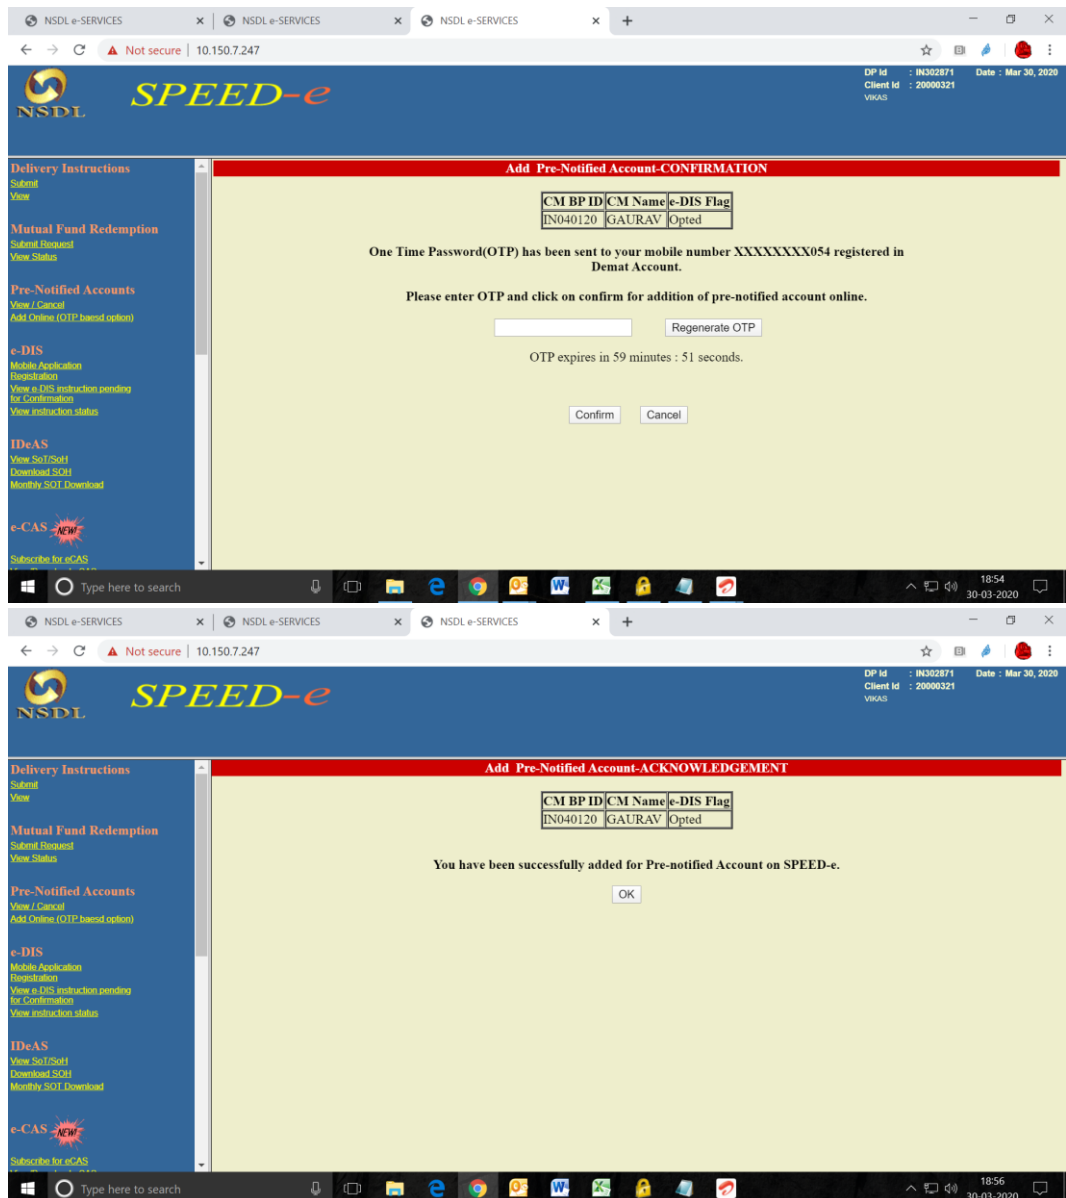 NSDL e-SERVICES
NSDL e-SERVICES
NSDL e-SERVICES
Not secure | 10.150.7.247
NSDL
SPEED-e
DP Id : IN302871 Date : Mar 30, 2020
Client Id : 20000321
VIKAS
Delivery Instructions
Submit
View
Mutual Fund Redemption
Submit Request
View Status
Pre-Notified Accounts
View / Cancel
Add Online (OTP baesd option)
e-DIS
Mobile Application
Registration
View e-DIS instruction pending
for Confirmation
View instruction status
IDeAS
View SoT/SoH
Download SOH
Monthly SOT Download
e-CAS NEW!
Subscribe for eCAS
Add Pre-Notified Account-CONFIRMATION
CM BP ID CM Name e-DIS Flag
IN040120 GAURAV Opted
One Time Password(OTP) has been sent to your mobile number XXXXXXXX054 registered in
Demat Account.
Please enter OTP and click on confirm for addition of pre-notified account online.
Regenerate OTP
OTP expires in 59 minutes : 51 seconds.
Confirm Cancel
Type here to search
18:54
30-03-2020
NSDL e-SERVICES
NSDL e-SERVICES
NSDL e-SERVICES
Not secure | 10.150.7.247
NSDL
SPEED-e
DP Id : IN302871 Date : Mar 30, 2020
Client Id : 20000321
VIKAS
Delivery Instructions
Submit
View
Mutual Fund Redemption
Submit Request
View Status
Pre-Notified Accounts
View / Cancel
Add Online (OTP baesd option)
e-DIS
Mobile Application
Registration
View e-DIS instruction pending
for Confirmation
View instruction status
IDeAS
View SoT/SoH
Download SOH
Monthly SOT Download
e-CAS NEW!
Subscribe for eCAS
Add Pre-Notified Account-ACKNOWLEDGEMENT
CM BP ID CM Name e-DIS Flag
IN040120 GAURAV Opted
You have been successfully added for Pre-notified Account on SPEED-e.
OK
Type here to search
18:56
30-03-2020